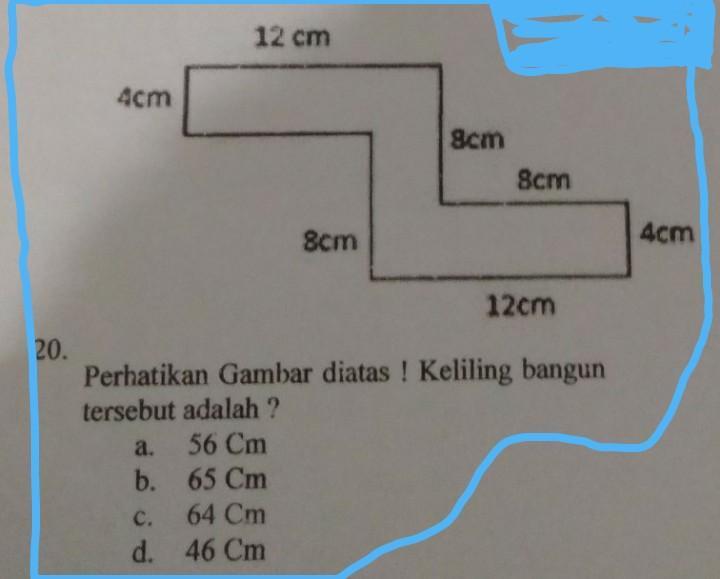 12 cm
4cm
8cm
8cm
8cm
4cm
12cm
20.
Perhatikan Gambar diatas ! Keliling bangun
tersebut adalah ?
a. 56 Cm
b. 65 Cm
c. 64 Cm
d. 46 Cm